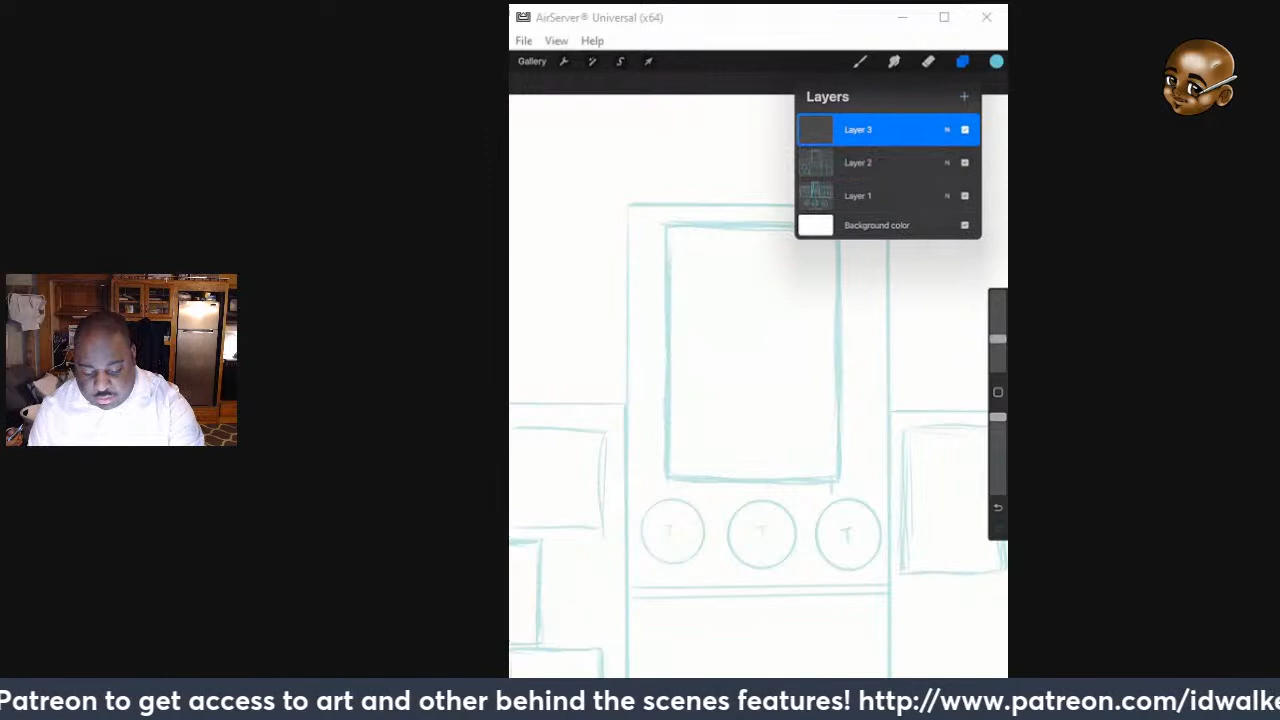 AirServer® Universal (x64)
File View Help
Gallery
Layers
Layer 3 N
Layer 2 N
Layer 1 N
Background color
T T T
Patreon to get access to art and other behind the scenes features! http://www.patreon.com/idwalke